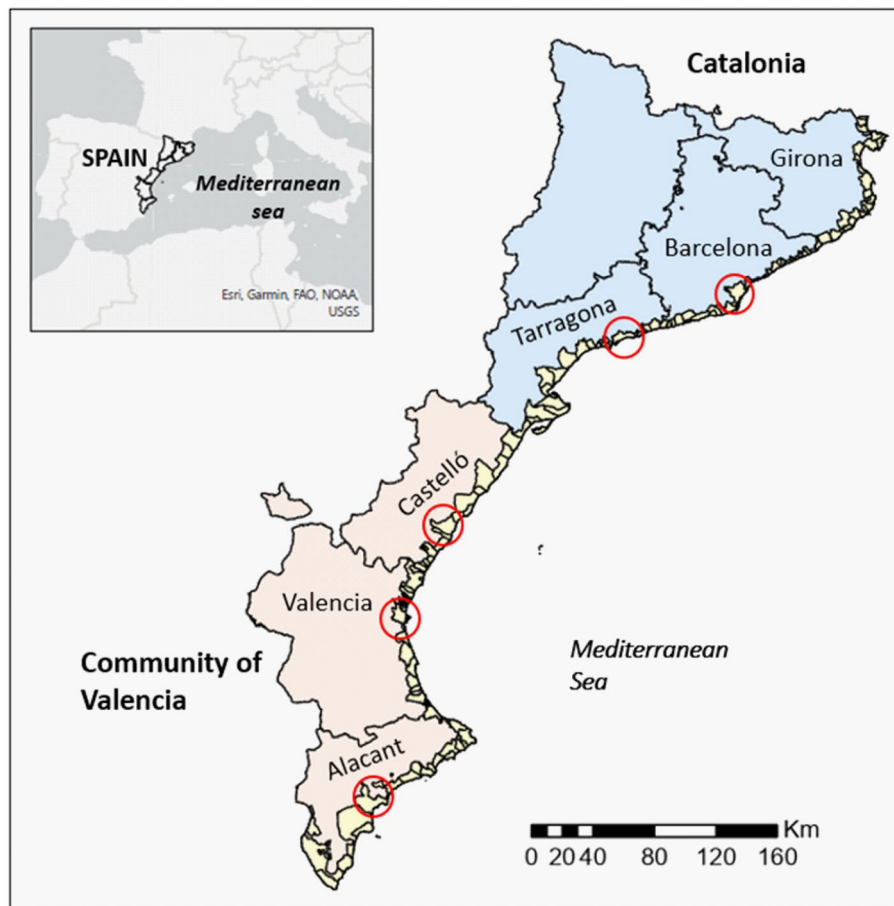 SPAIN
Mediterranean
sea
Esri, Garmin, FAO, NOAA,
USGS
Catalonia
Girona
Barcelona
Tarragona
Castelló
Valencia
Community of
Valencia
Mediterranean
Sea
Alacant
Km
0 20 40 80 120 160